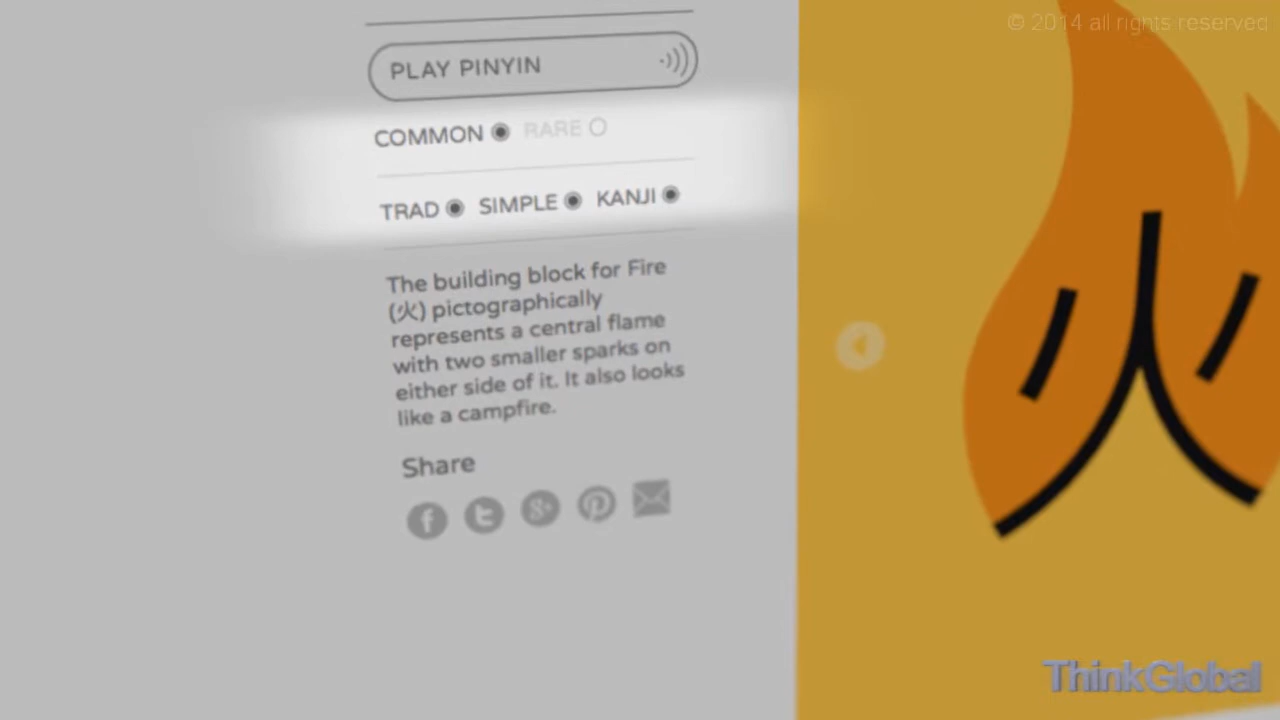 © 2014 all rights reserved
PLAY PINYIN
COMMON RARE
TRAD SIMPLE KANJI
The building block for Fire
(火) pictographically
represents a central flame
with two smaller sparks on
either side of it. It also looks
like a campfire.
Share
火
ThinkGlobal